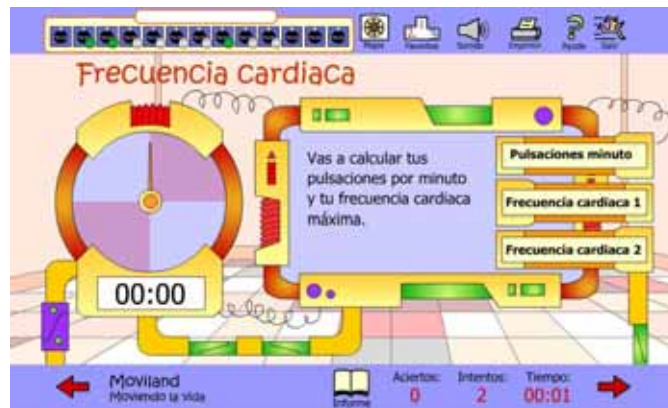 Mapa Favoritos Sonido Imprimir Ayuda Salir
Frecuencia cardiaca
Vas a calcular tus
pulsaciones por minuto
y tu frecuencia cardiaca
máxima.
Pulsaciones minuto
Frecuencia cardiaca 1
Frecuencia cardiaca 2
00:00
Moviland
Moviendo la vida
Informe
Aciertos: Intentos: Tiempo:
0 2 00:01